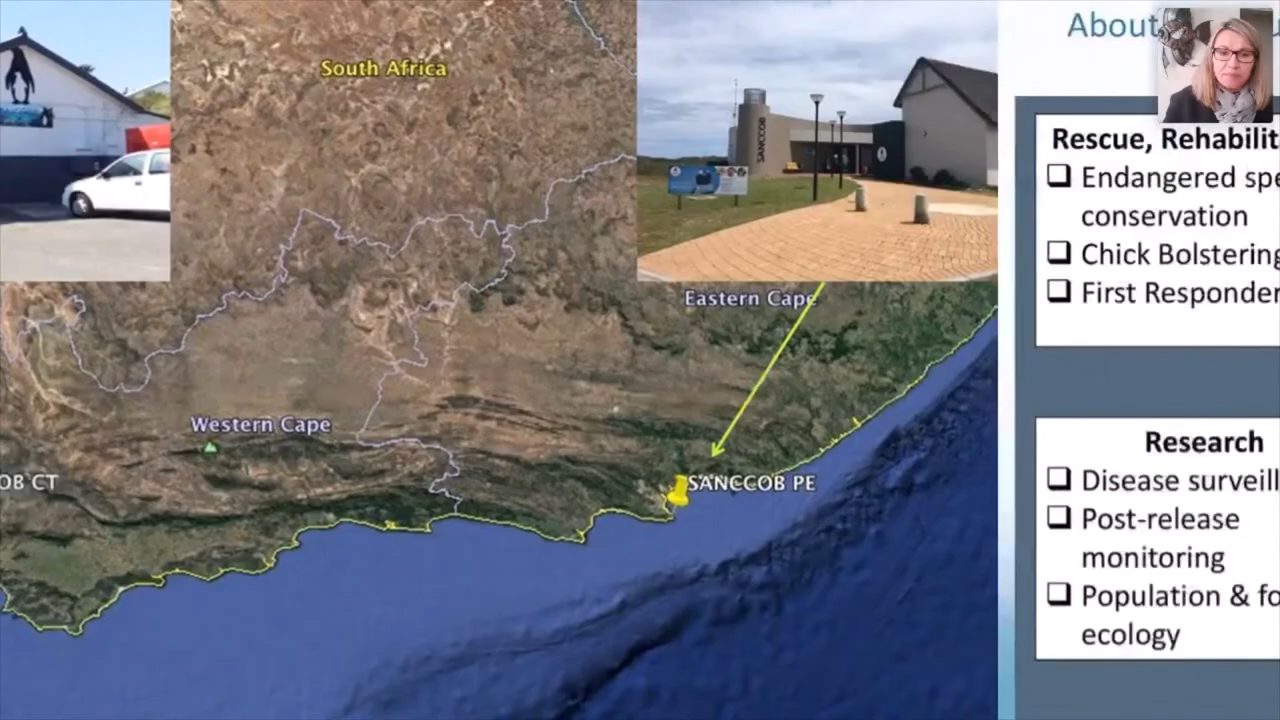 South Africa
SANCCOB
Eastern Cape
Western Cape
OB CT
SANCCOB PE
About
Rescue, Rehabilit
Endangered spe
conservation
Chick Bolstering
First Responder
Research
Disease surveill
Post-release
monitoring
Population & fo
ecology